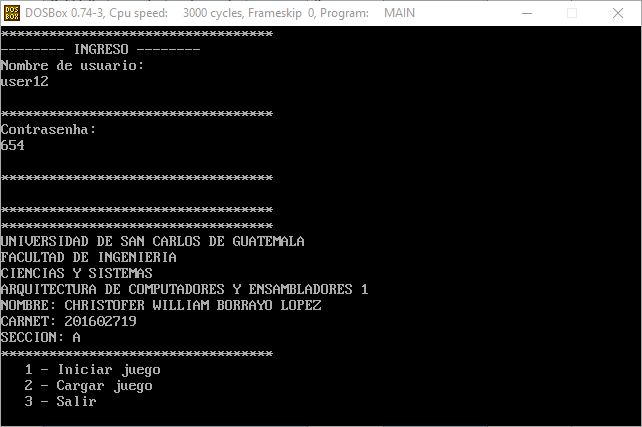 DOS
BOX
DOSBox 0.74-3, Cpu speed: 3000 cycles, Frameskip 0, Program: MAIN
**********************************
-------- INGRESO --------
Nombre de usuario:
user12
**********************************
Contrasenha:
654
**********************************
**********************************
**********************************
UNIVERSIDAD DE SAN CARLOS DE GUATEMALA
FACULTAD DE INGENIERIA
CIENCIAS Y SISTEMAS
ARQUITECTURA DE COMPUTADORES Y ENSAMBLADORES 1
NOMBRE: CHRISTOFER WILLIAM BORRAYO LOPEZ
CARNET: 201602719
SECCION: A
**********************************
1 - Iniciar juego
2 - Cargar juego
3 - Salir